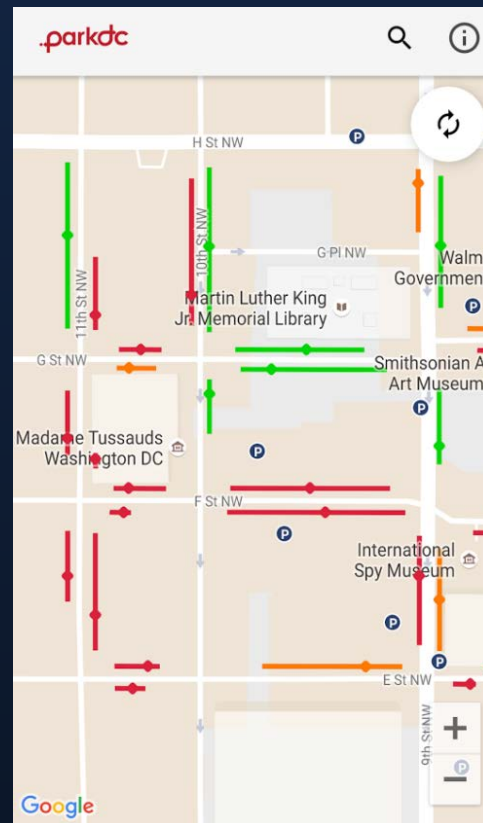 parkdc
H St NW
11th St NW
10th St NW
G Pl NW
Walm
Governmen
Martin Luther King
Jr. Memorial Library
G St NW
Smithsonian A
Art Museum
Madame Tussauds
Washington DC
F St NW
International
Spy Museum
E St NW
9th St NW
Google